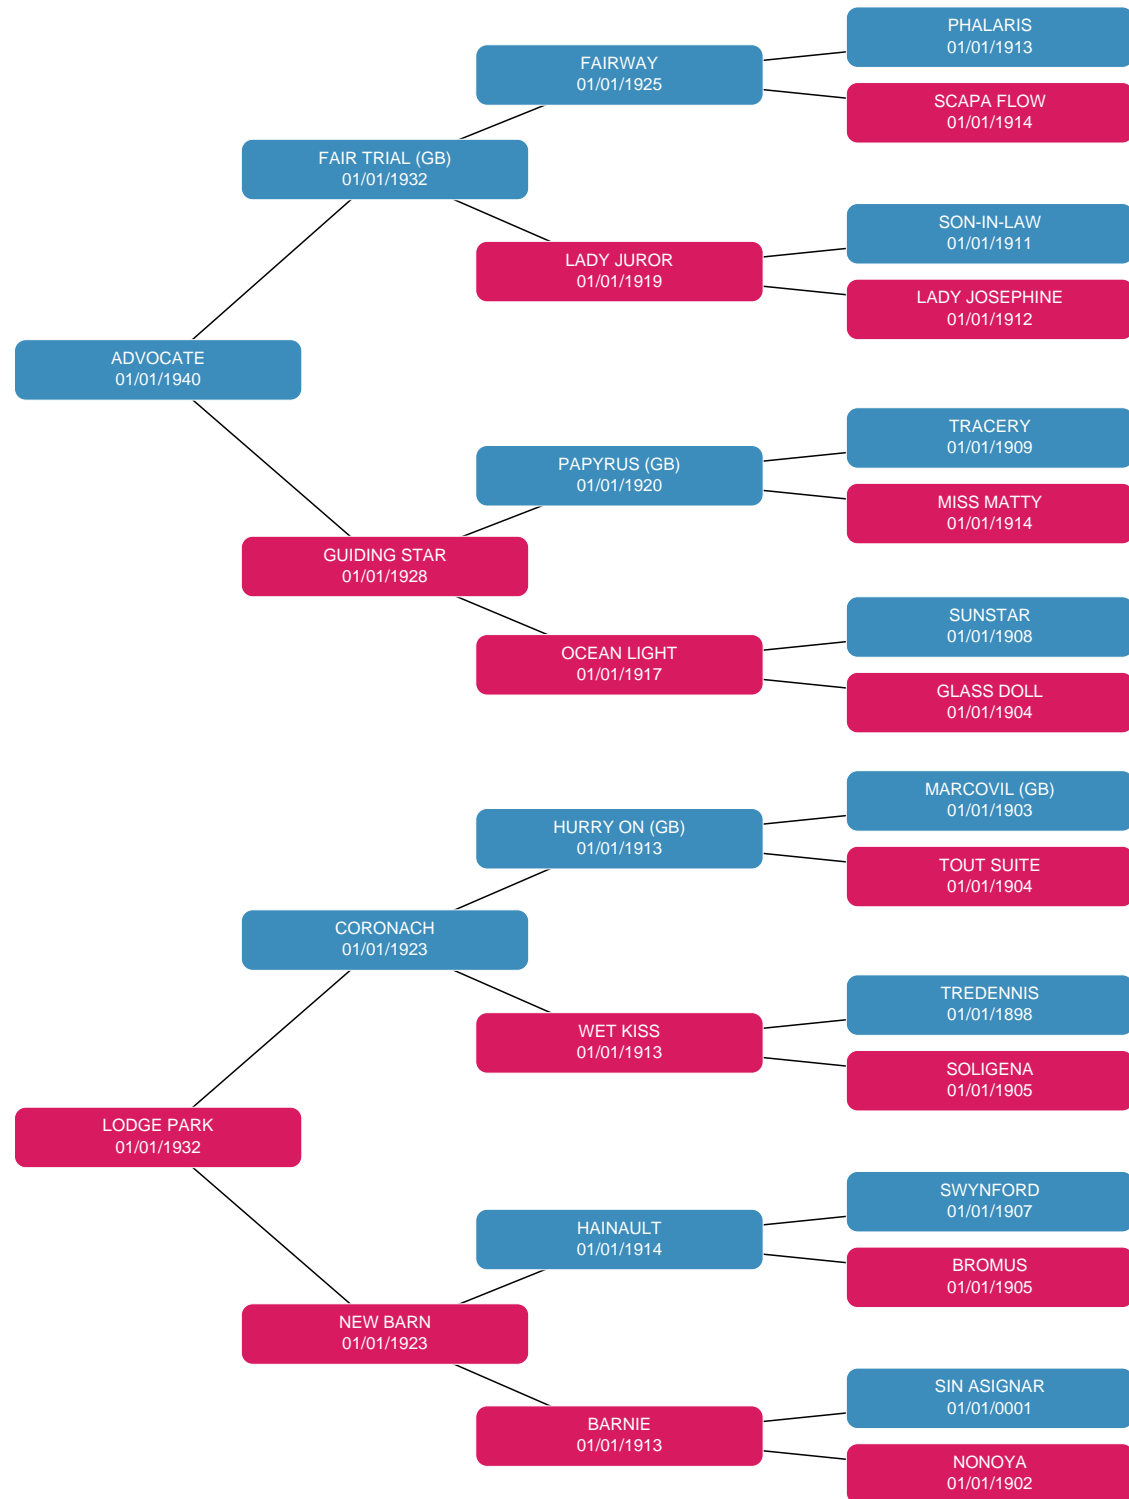 PHALARIS
01/01/1913
FAIRWAY
01/01/1925
SCAPA FLOW
01/01/1914
FAIR TRIAL (GB)
01/01/1932
SON-IN-LAW
01/01/1911
LADY JUROR
01/01/1919
LADY JOSEPHINE
01/01/1912
ADVOCATE
01/01/1940
TRACERY
01/01/1909
PAPYRUS (GB)
01/01/1920
MISS MATTY
01/01/1914
GUIDING STAR
01/01/1928
SUNSTAR
01/01/1908
OCEAN LIGHT
01/01/1917
GLASS DOLL
01/01/1904
MARCOVIL (GB)
01/01/1903
HURRY ON (GB)
01/01/1913
TOUT SUITE
01/01/1904
CORONACH
01/01/1923
TREDENNIS
01/01/1898
WET KISS
01/01/1913
SOLIGENA
01/01/1905
LODGE PARK
01/01/1932
SWYNFORD
01/01/1907
HAINAULT
01/01/1914
BROMUS
01/01/1905
NEW BARN
01/01/1923
SIN ASIGNAR
01/01/0001
BARNIE
01/01/1913
NONOYA
01/01/1902